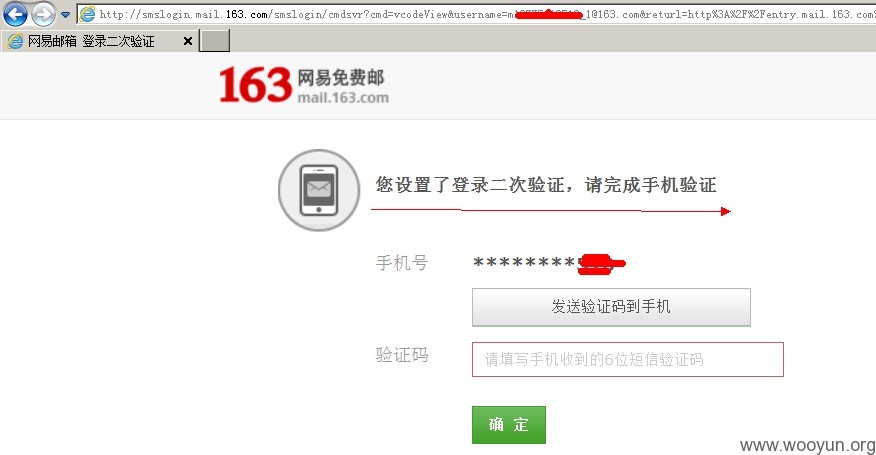 http://smslogin.mail.163.com/smslogin/cmdsvr?cmd=vcodeView&username=m _1@163.com&returl=http%3A%2F%2Fentry.mail.163.com%
网易邮箱 登录二次验证
163 网易免费邮
mail.163.com
您设置了登录二次验证，请完成手机验证
手机号 ********
发送验证码到手机
验证码 请填写手机收到的6位短信验证码
确 定
www.wooyun.org